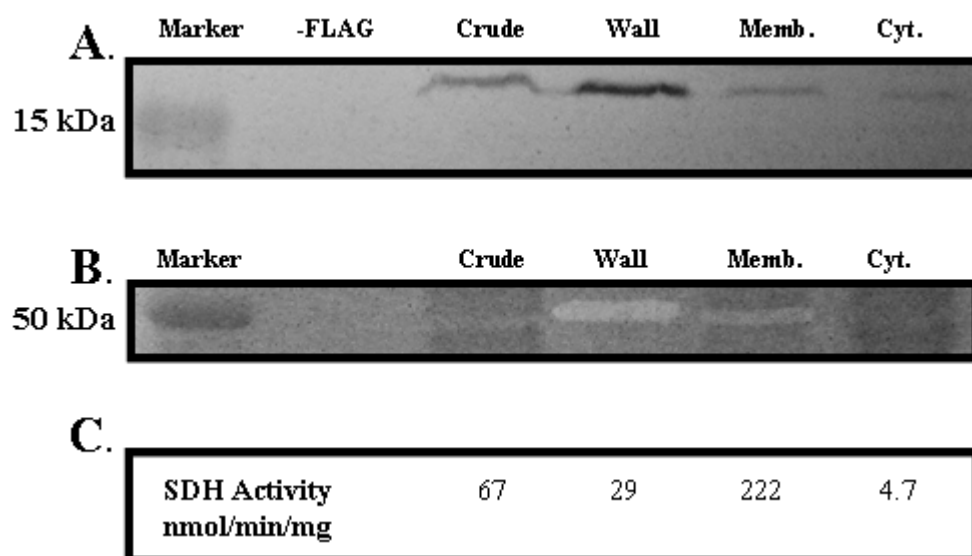 A.
Marker -FLAG Crude Wall Memb. Cyt.
15 kDa
B.
Marker Crude Wall Memb. Cyt.
50 kDa
C.
SDH Activity 67 29 222 4.7
nmol/min/mg